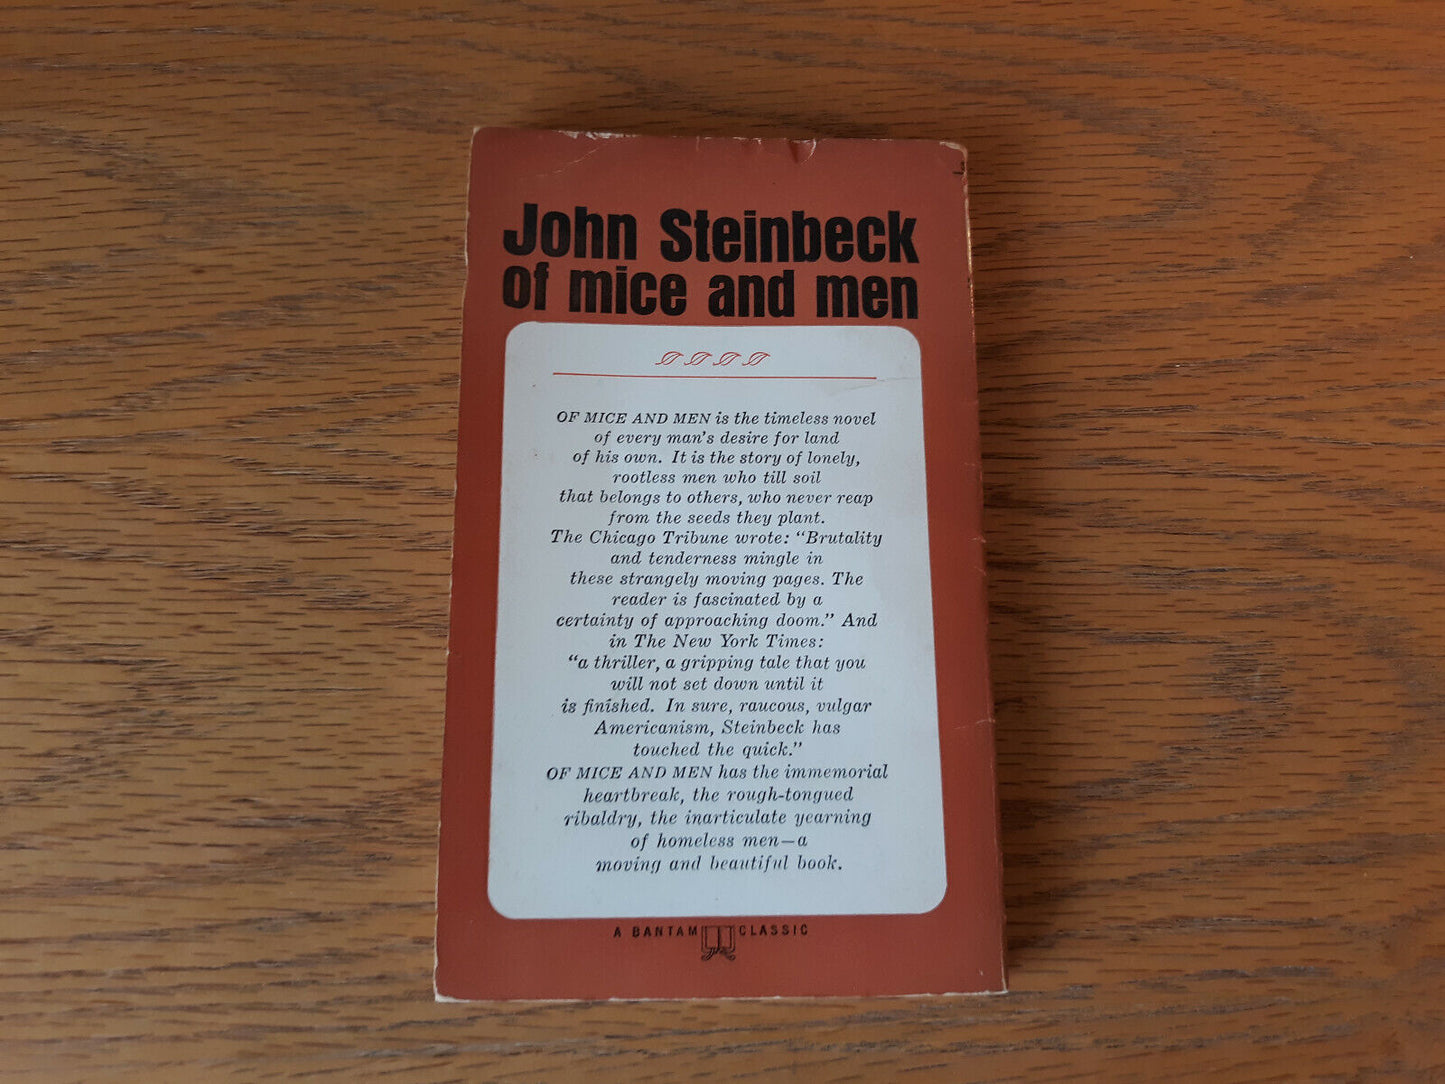 John Steinbeck
of mice and men
OF MICE AND MEN is the timeless novel
of every man's desire for land
of his own. It is the story of lonely,
rootless men who till soil
that belongs to others, who never reap
from the seeds they plant.
The Chicago Tribune wrote: "Brutality
and tenderness mingle in
these strangely moving pages. The
reader is fascinated by a
certainty of approaching doom." And
in The New York Times:
"a thriller, a gripping tale that you
will not set down until it
is finished. In sure, raucous, vulgar
Americanism, Steinbeck has
touched the quick."
OF MICE AND MEN has the immemorial
heartbreak, the rough-tongued
ribaldry, the inarticulate yearning
of homeless men—a
moving and beautiful book.
A BANTAM CLASSIC